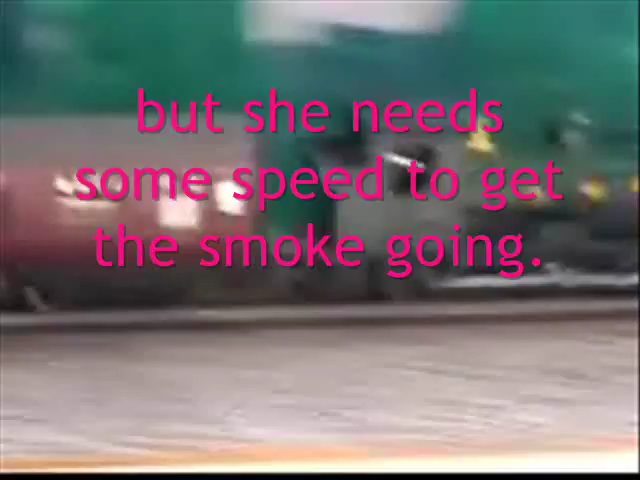 but she needs
some speed to get
the smoke going.